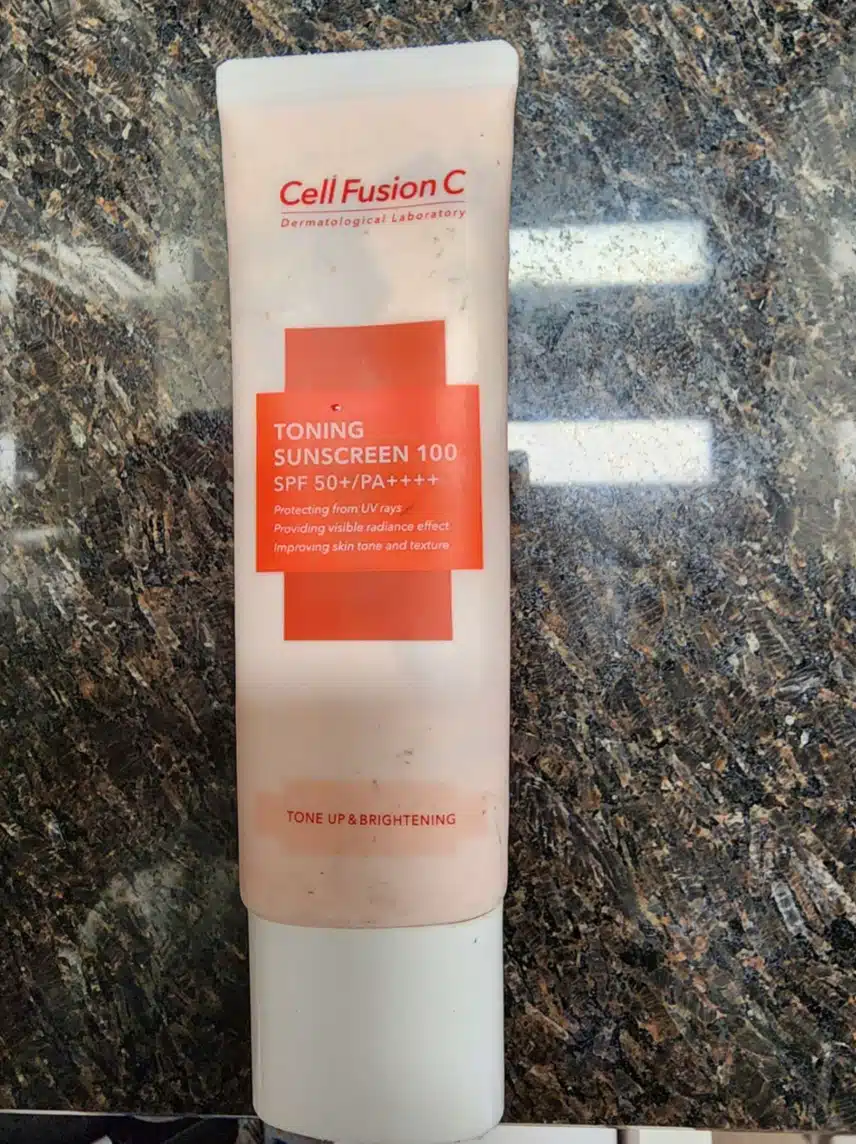 Cell Fusion C
Dermatological Laboratory
TONING
SUNSCREEN 100
SPF 50+/PA++++
Protecting from UV rays
Providing visible radiance effect
Improving skin tone and texture
TONE UP & BRIGHTENING